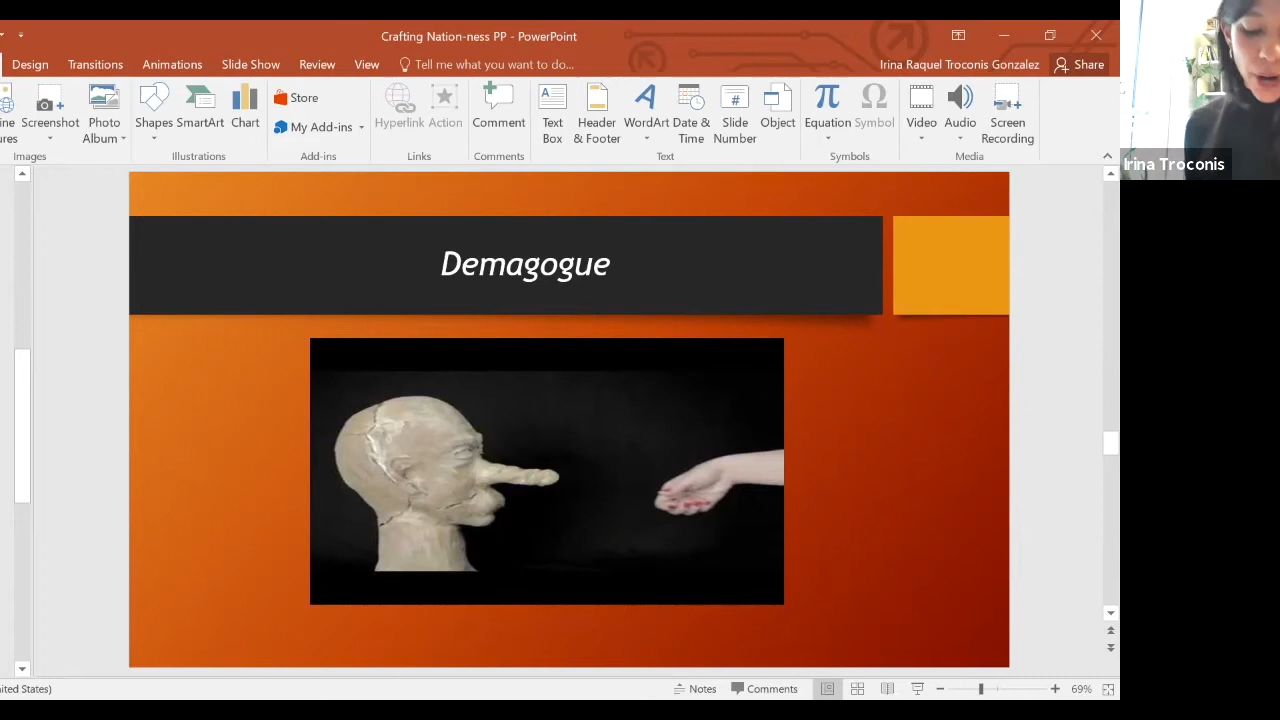 Crafting Nation-ness PP - PowerPoint
Design Transitions Animations Slide Show Review View Tell me what you want to do... Irina Raquel Troconis Gonzalez Share
Screenshot Photo Album Shapes SmartArt Chart Store My Add-ins Hyperlink Action Comment Text Box Header & Footer WordArt Date & Time Slide Number Object Equation Symbol Video Audio Screen Recording
Images Illustrations Add-ins Links Comments Text Symbols Media
Irina Troconis
Demagogue
Notes Comments 69%